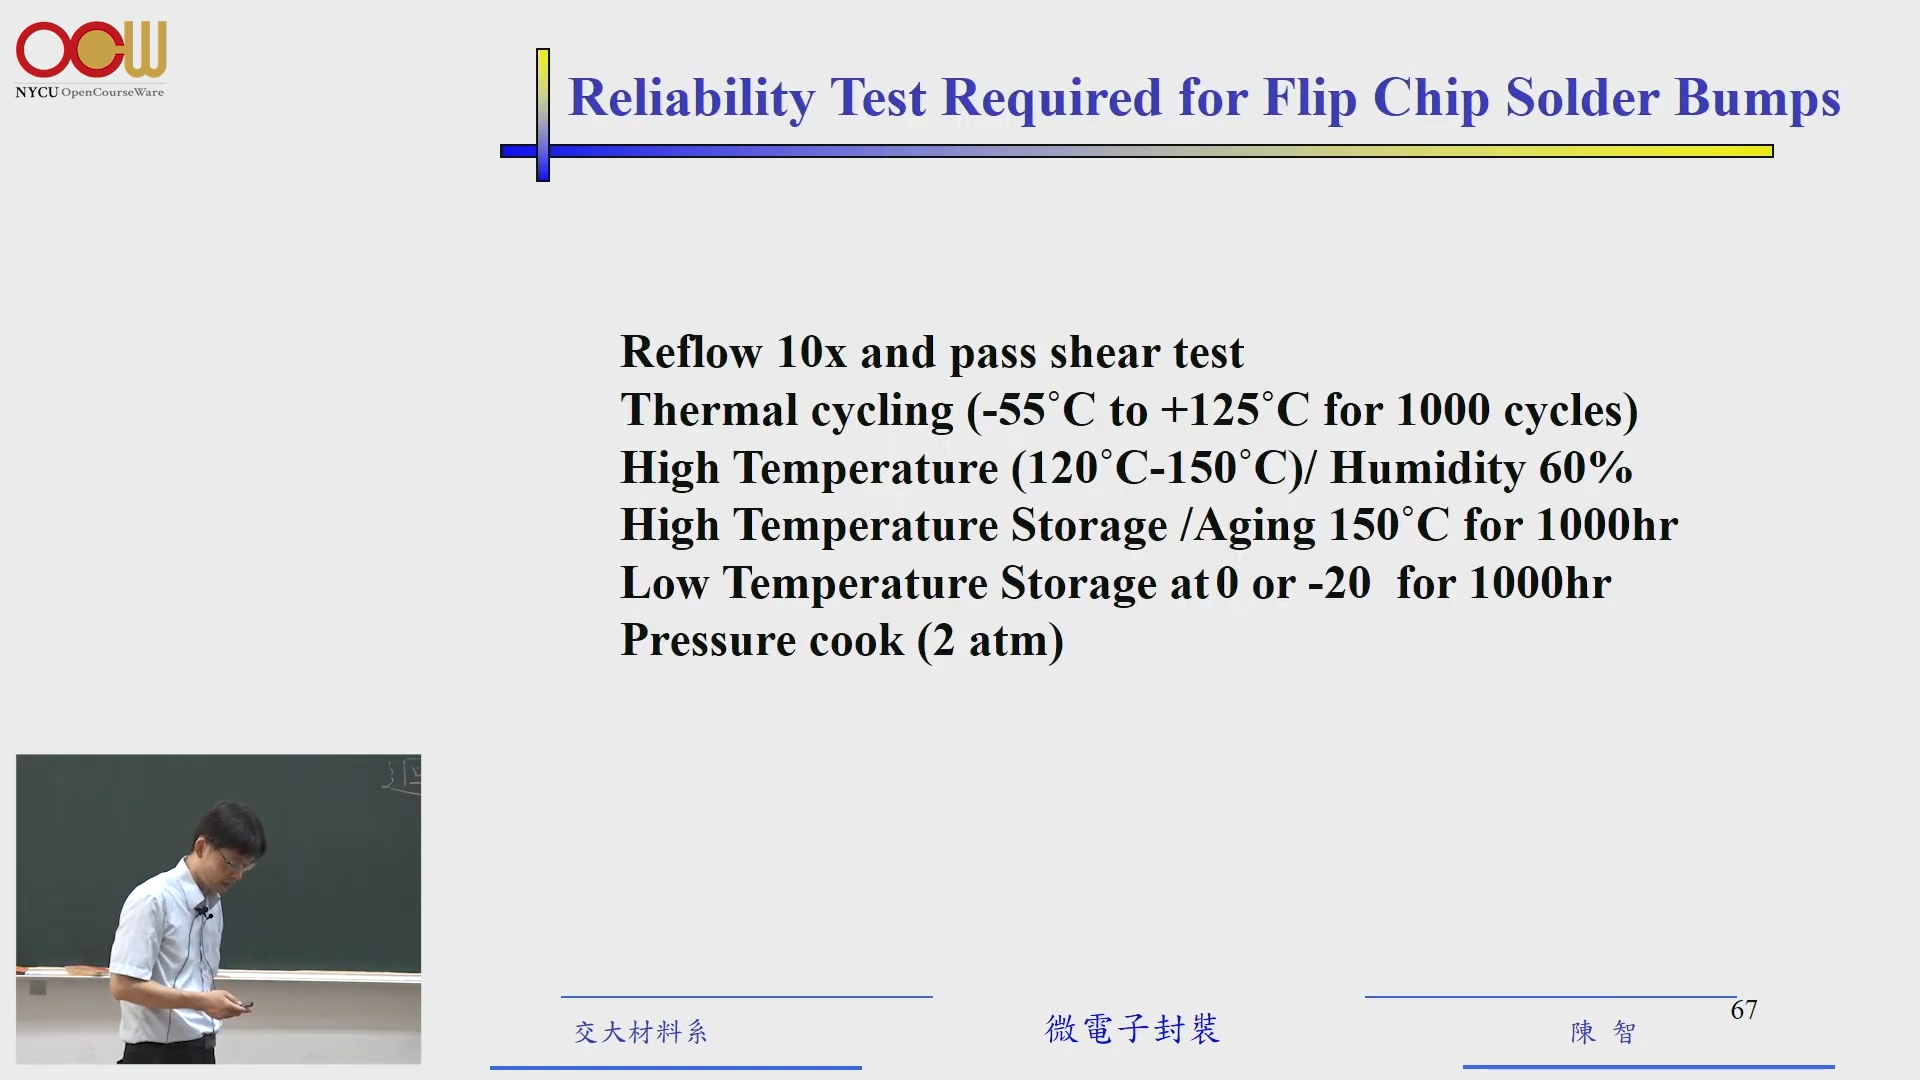 OCW
NYCU OpenCourseWare
Reliability Test Required for Flip Chip Solder Bumps
Reflow 10x and pass shear test
Thermal cycling (-55˚C to +125˚C for 1000 cycles)
High Temperature (120˚C-150˚C)/ Humidity 60%
High Temperature Storage /Aging 150˚C for 1000hr
Low Temperature Storage at 0 or -20 for 1000hr
Pressure cook (2 atm)
交大材料系
微電子封裝
陳 智
67